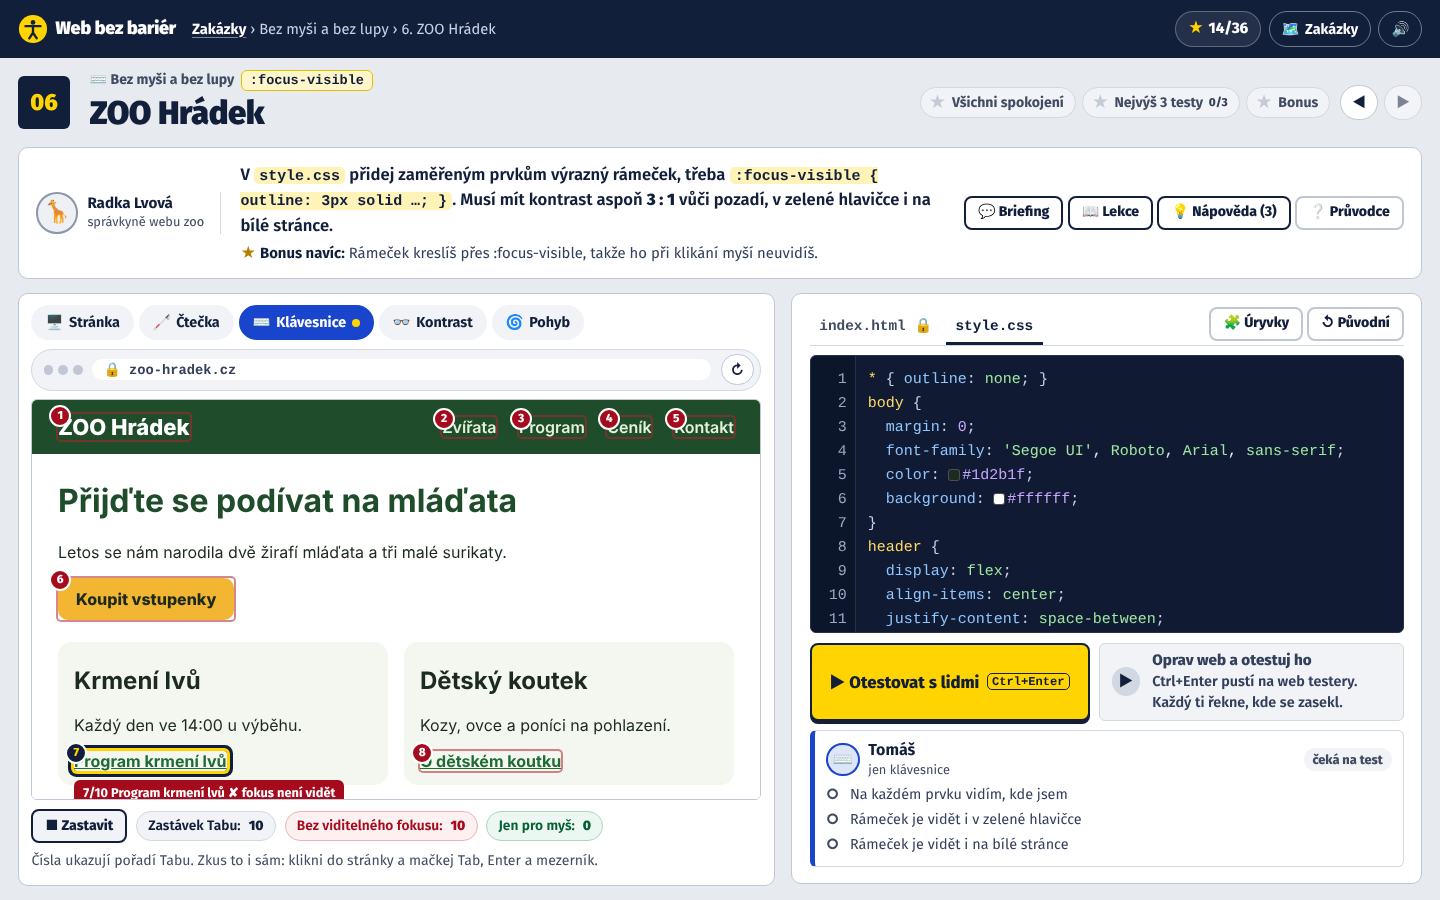 Web bez bariér
Zakázky › Bez myši a bez lupy › 6. ZOO Hrádek
★ 14/36
Zakázky
06
Bez myši a bez lupy :focus-visible
ZOO Hrádek
★ Všichni spokojení
★ Nejvýš 3 testy 0/3
★ Bonus
◀
▶
Radka Lvová
správkyně webu zoo
V style.css přidej zaměřeným prvkům výrazný rámeček, třeba :focus-visible {
outline: 3px solid …; } . Musí mít kontrast aspoň 3 : 1 vůči pozadí, v zelené hlavičce i na
bílé stránce.
★ Bonus navíc: Rámeček kreslíš přes :focus-visible, takže ho při klikání myší neuvidíš.
Briefing
Lekce
Nápověda (3)
Průvodce
Stránka
Čtečka
Klávesnice
Kontrast
Pohyb
zoo-hradek.cz
↻
1 ZOO Hrádek
2 Zvířata
3 Program
4 Ceník
5 Kontakt
Přijďte se podívat na mláďata
Letos se nám narodila dvě žirafí mláďata a tři malé surikaty.
6
Koupit vstupenky
Krmení lvů
Každý den ve 14:00 u výběhu.
7 Program krmení lvů
7/10 Program krmení lvů ✘ fokus není vidět
Dětský koutek
Kozy, ovce a poníci na pohlazení.
8 O dětském koutku
■ Zastavit
Zastávek Tabu: 10
Bez viditelného fokusu: 10
Jen pro myš: 0
Čísla ukazují pořadí Tabu. Zkus to i sám: klikni do stránky a mačkej Tab, Enter a mezerník.
index.html
style.css
Úryvky
↺ Původní
1 * { outline: none; }
2 body {
3 margin: 0;
4 font-family: 'Segoe UI', Roboto, Arial, sans-serif;
5 color: #1d2b1f;
6 background: #ffffff;
7 }
8 header {
9 display: flex;
10 align-items: center;
11 justify-content: space-between;
▶ Otestovat s lidmi Ctrl+Enter
▶
Oprav web a otestuj ho
Ctrl+Enter pustí na web testery.
Každý ti řekne, kde se zasekl.
Tomáš
jen klávesnice
čeká na test
Na každém prvku vidím, kde jsem
Rámeček je vidět i v zelené hlavičce
Rámeček je vidět i na bílé stránce